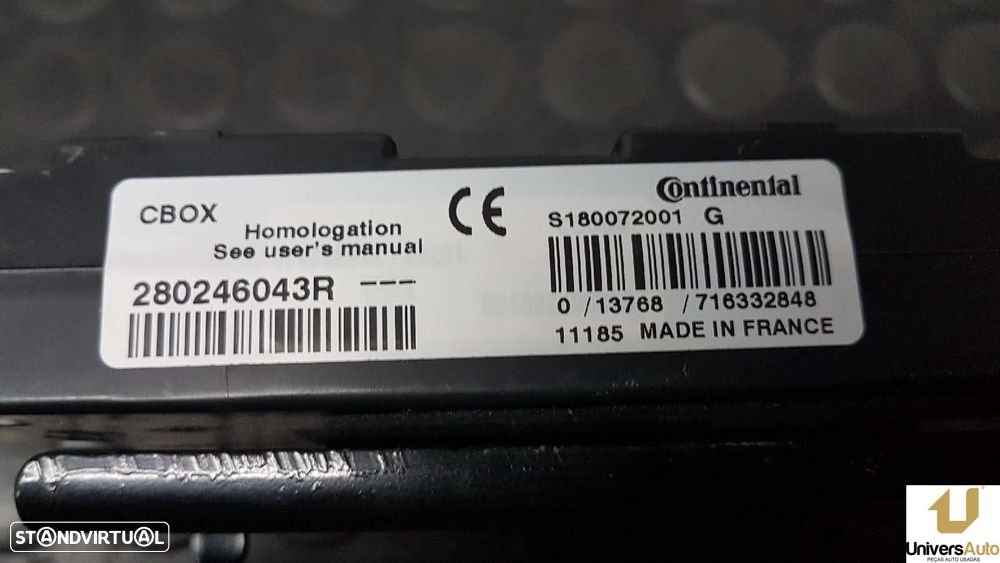 CBOX
Homologation
See user's manual
280246043R ---
CE
Continental
S180072001 G
0 /13768 /716332848
11185 MADE IN FRANCE
STANDVIRTUAL
UniversAuto
PEÇAS AUTO USADAS